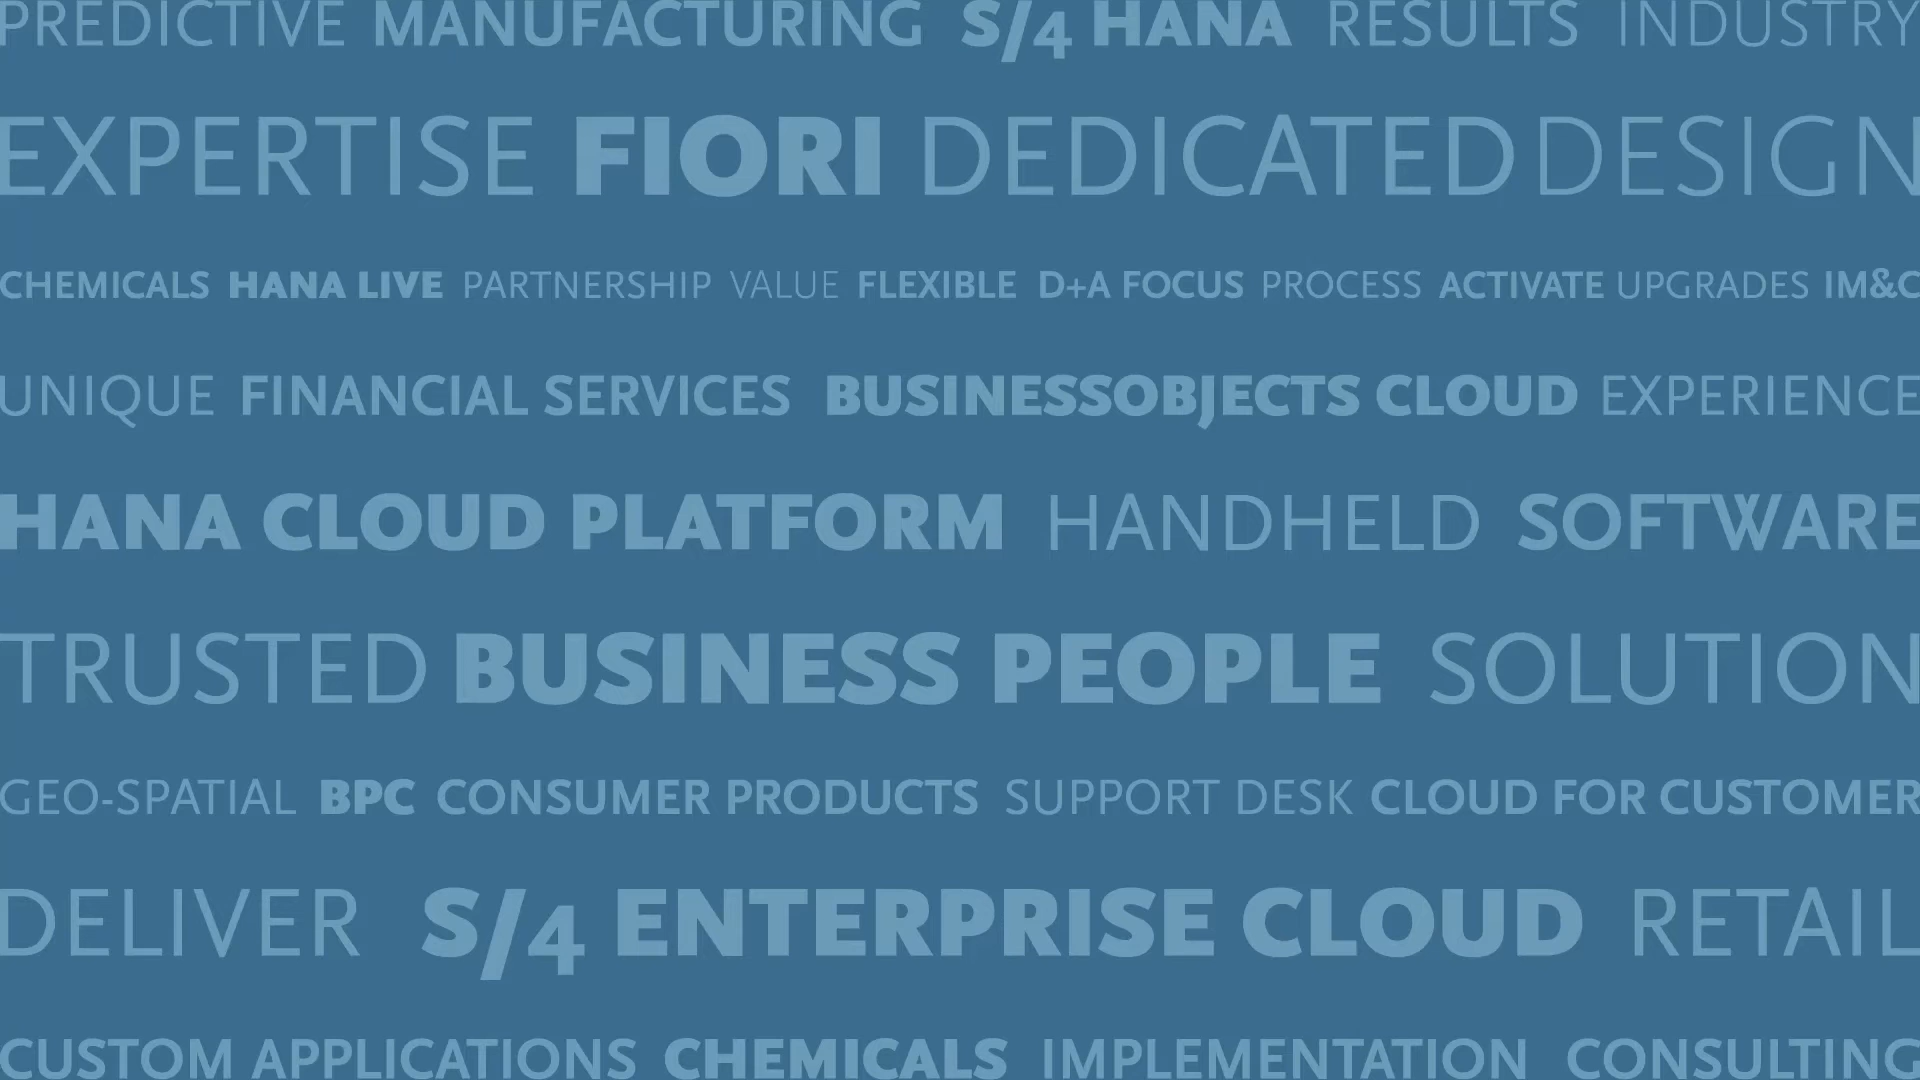 PREDICTIVE MANUFACTURING S/4 HANA RESULTS INDUSTRY
EXPERTISE FIORI DEDICATED DESIGN
CHEMICALS HANA LIVE PARTNERSHIP VALUE FLEXIBLE D+A FOCUS PROCESS ACTIVATE UPGRADES IM&C
UNIQUE FINANCIAL SERVICES BUSINESSOBJECTS CLOUD EXPERIENCE
HANA CLOUD PLATFORM HANDHELD SOFTWARE
TRUSTED BUSINESS PEOPLE SOLUTION
GEO-SPATIAL BPC CONSUMER PRODUCTS SUPPORT DESK CLOUD FOR CUSTOMER
DELIVER S/4 ENTERPRISE CLOUD RETAIL
CUSTOM APPLICATIONS CHEMICALS IMPLEMENTATION CONSULTING